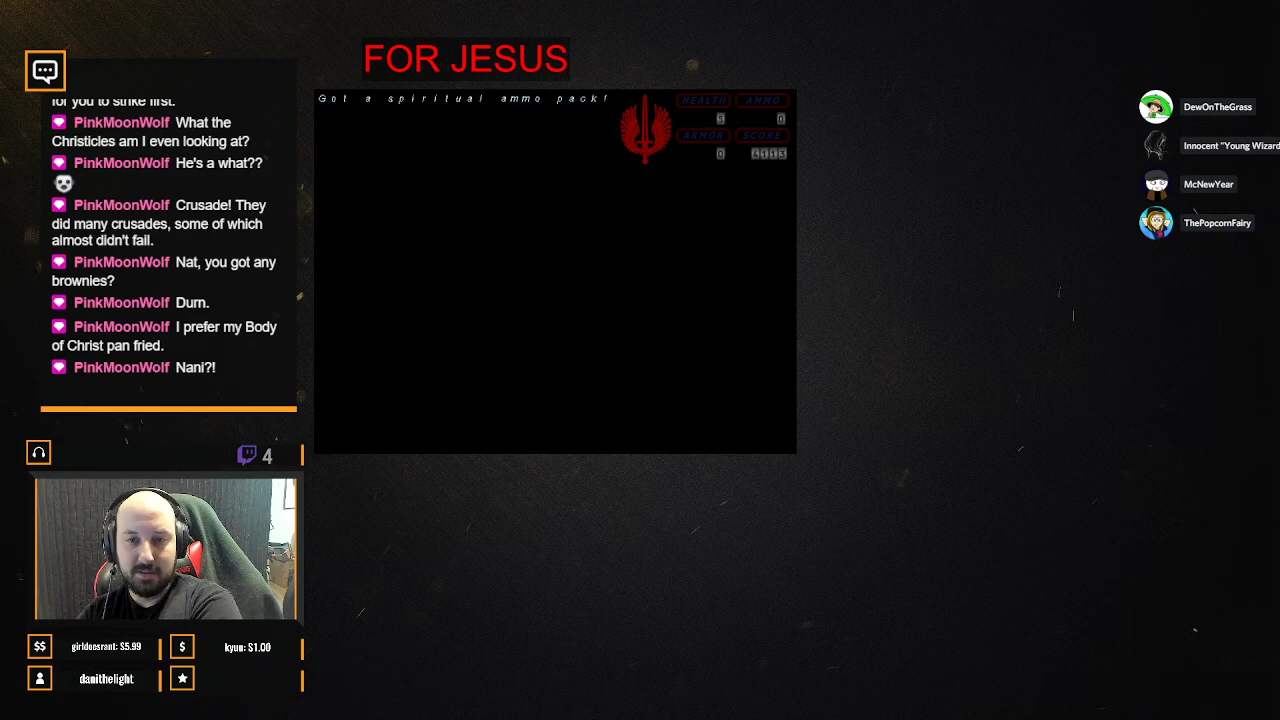 FOR JESUS
Got a spiritual ammo pack!
HEALTH AMMO
5 0
ARMOR SCORE
0 4113
for you to strike first.
PinkMoonWolf What the
Christicles am I even looking at?
PinkMoonWolf He's a what??
PinkMoonWolf Crusade! They
did many crusades, some of which
almost didn't fail.
PinkMoonWolf Nat, you got any
brownies?
PinkMoonWolf Durn.
PinkMoonWolf I prefer my Body
of Christ pan fried.
PinkMoonWolf Nani?!
4
$$ girldoesrant: $5.99 $ kyuu: $1.00
danithelight
DewOnTheGrass
Innocent "Young Wizard
McNewYear
ThePopcornFairy